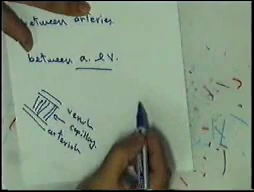 between arteries
between a. & v.
venule
capillary
arteriole